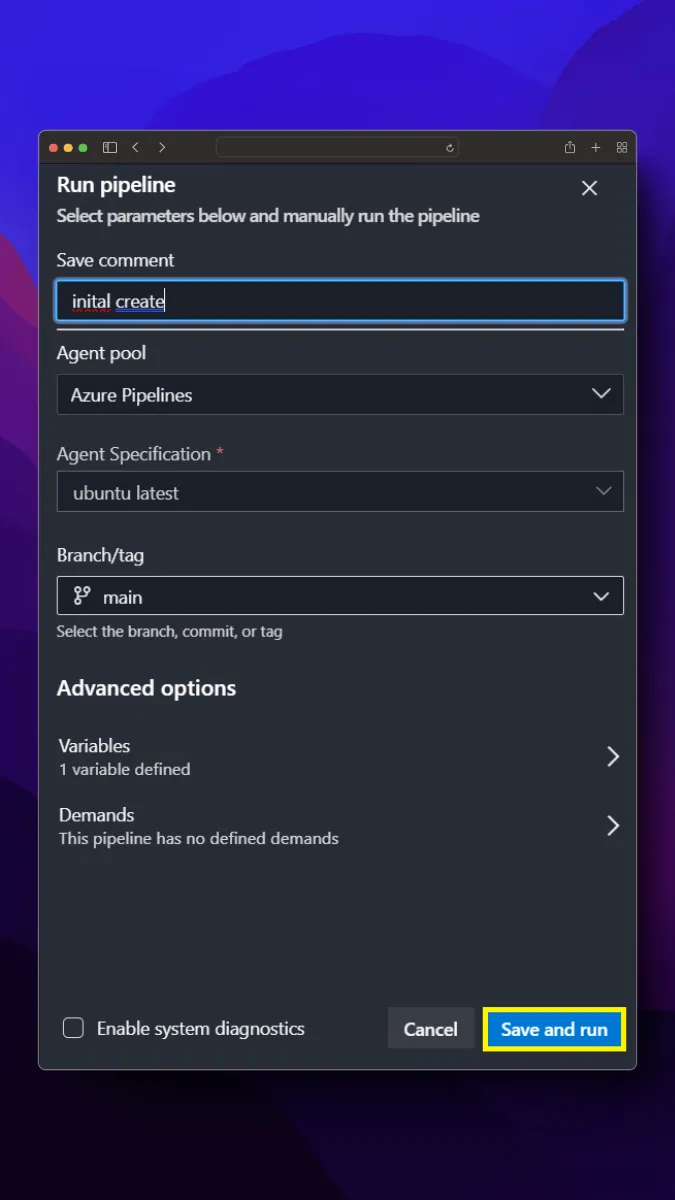 Run pipeline
Select parameters below and manually run the pipeline
Save comment
inital create
Agent pool
Azure Pipelines
Agent Specification *
ubuntu latest
Branch/tag
main
Select the branch, commit, or tag
Advanced options
Variables
1 variable defined
Demands
This pipeline has no defined demands
Enable system diagnostics
Cancel
Save and run